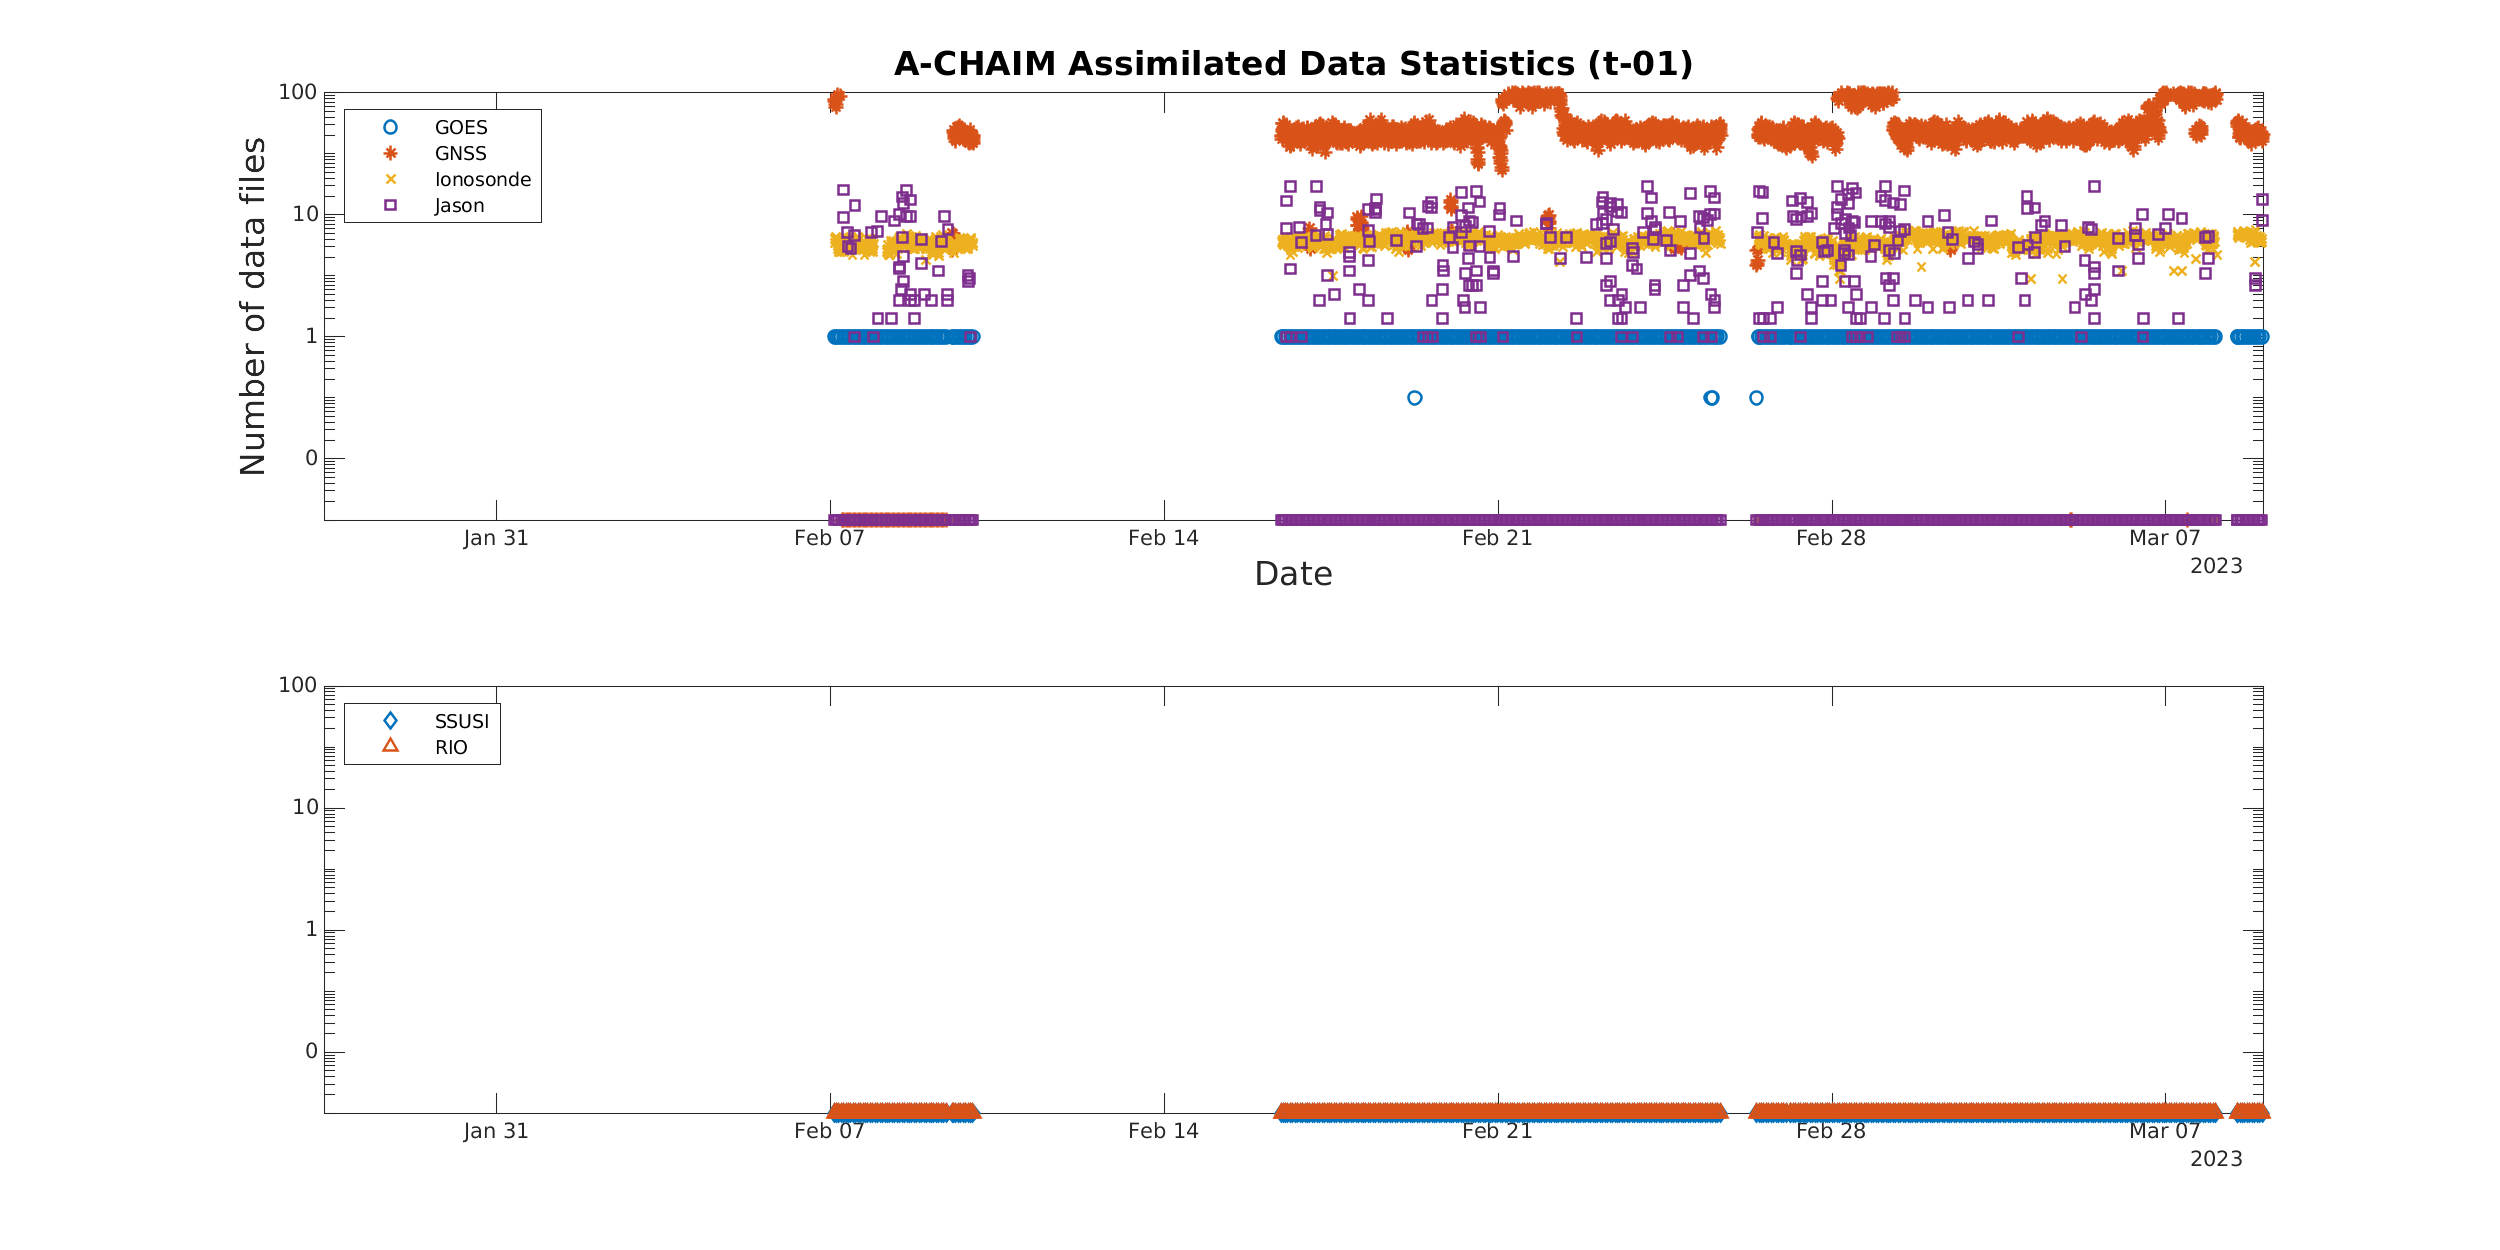 A-CHAIM Assimilated Data Statistics (t-01)
Number of data files
100
10
1
0
GOES
GNSS
Ionosonde
Jason
Jan 31 Feb 07 Feb 14 Feb 21 Feb 28 Mar 07
2023
Date
100
10
1
0
SSUSI
RIO
Jan 31 Feb 07 Feb 14 Feb 21 Feb 28 Mar 07
2023